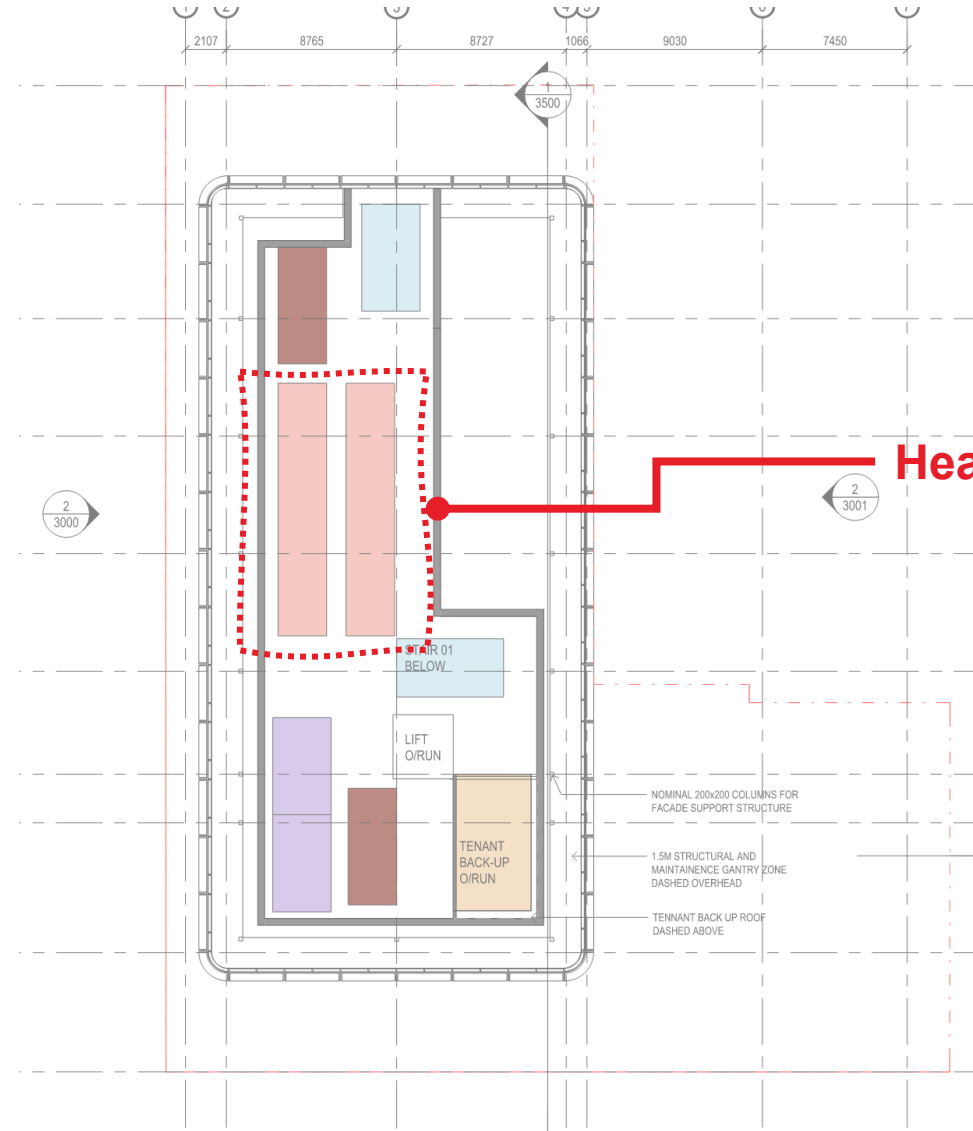 2107 8765 8727 1066 9030 7450
1
3500
Hea
2
3000
2
3001
STAIR 01
BELOW
LIFT
O/RUN
NOMINAL 200x200 COLUMNS FOR
FACADE SUPPORT STRUCTURE
TENANT
BACK-UP
O/RUN
1.5M STRUCTURAL AND
MAINTAINENCE GANTRY ZONE
DASHED OVERHEAD
TENNANT BACK UP ROOF
DASHED ABOVE